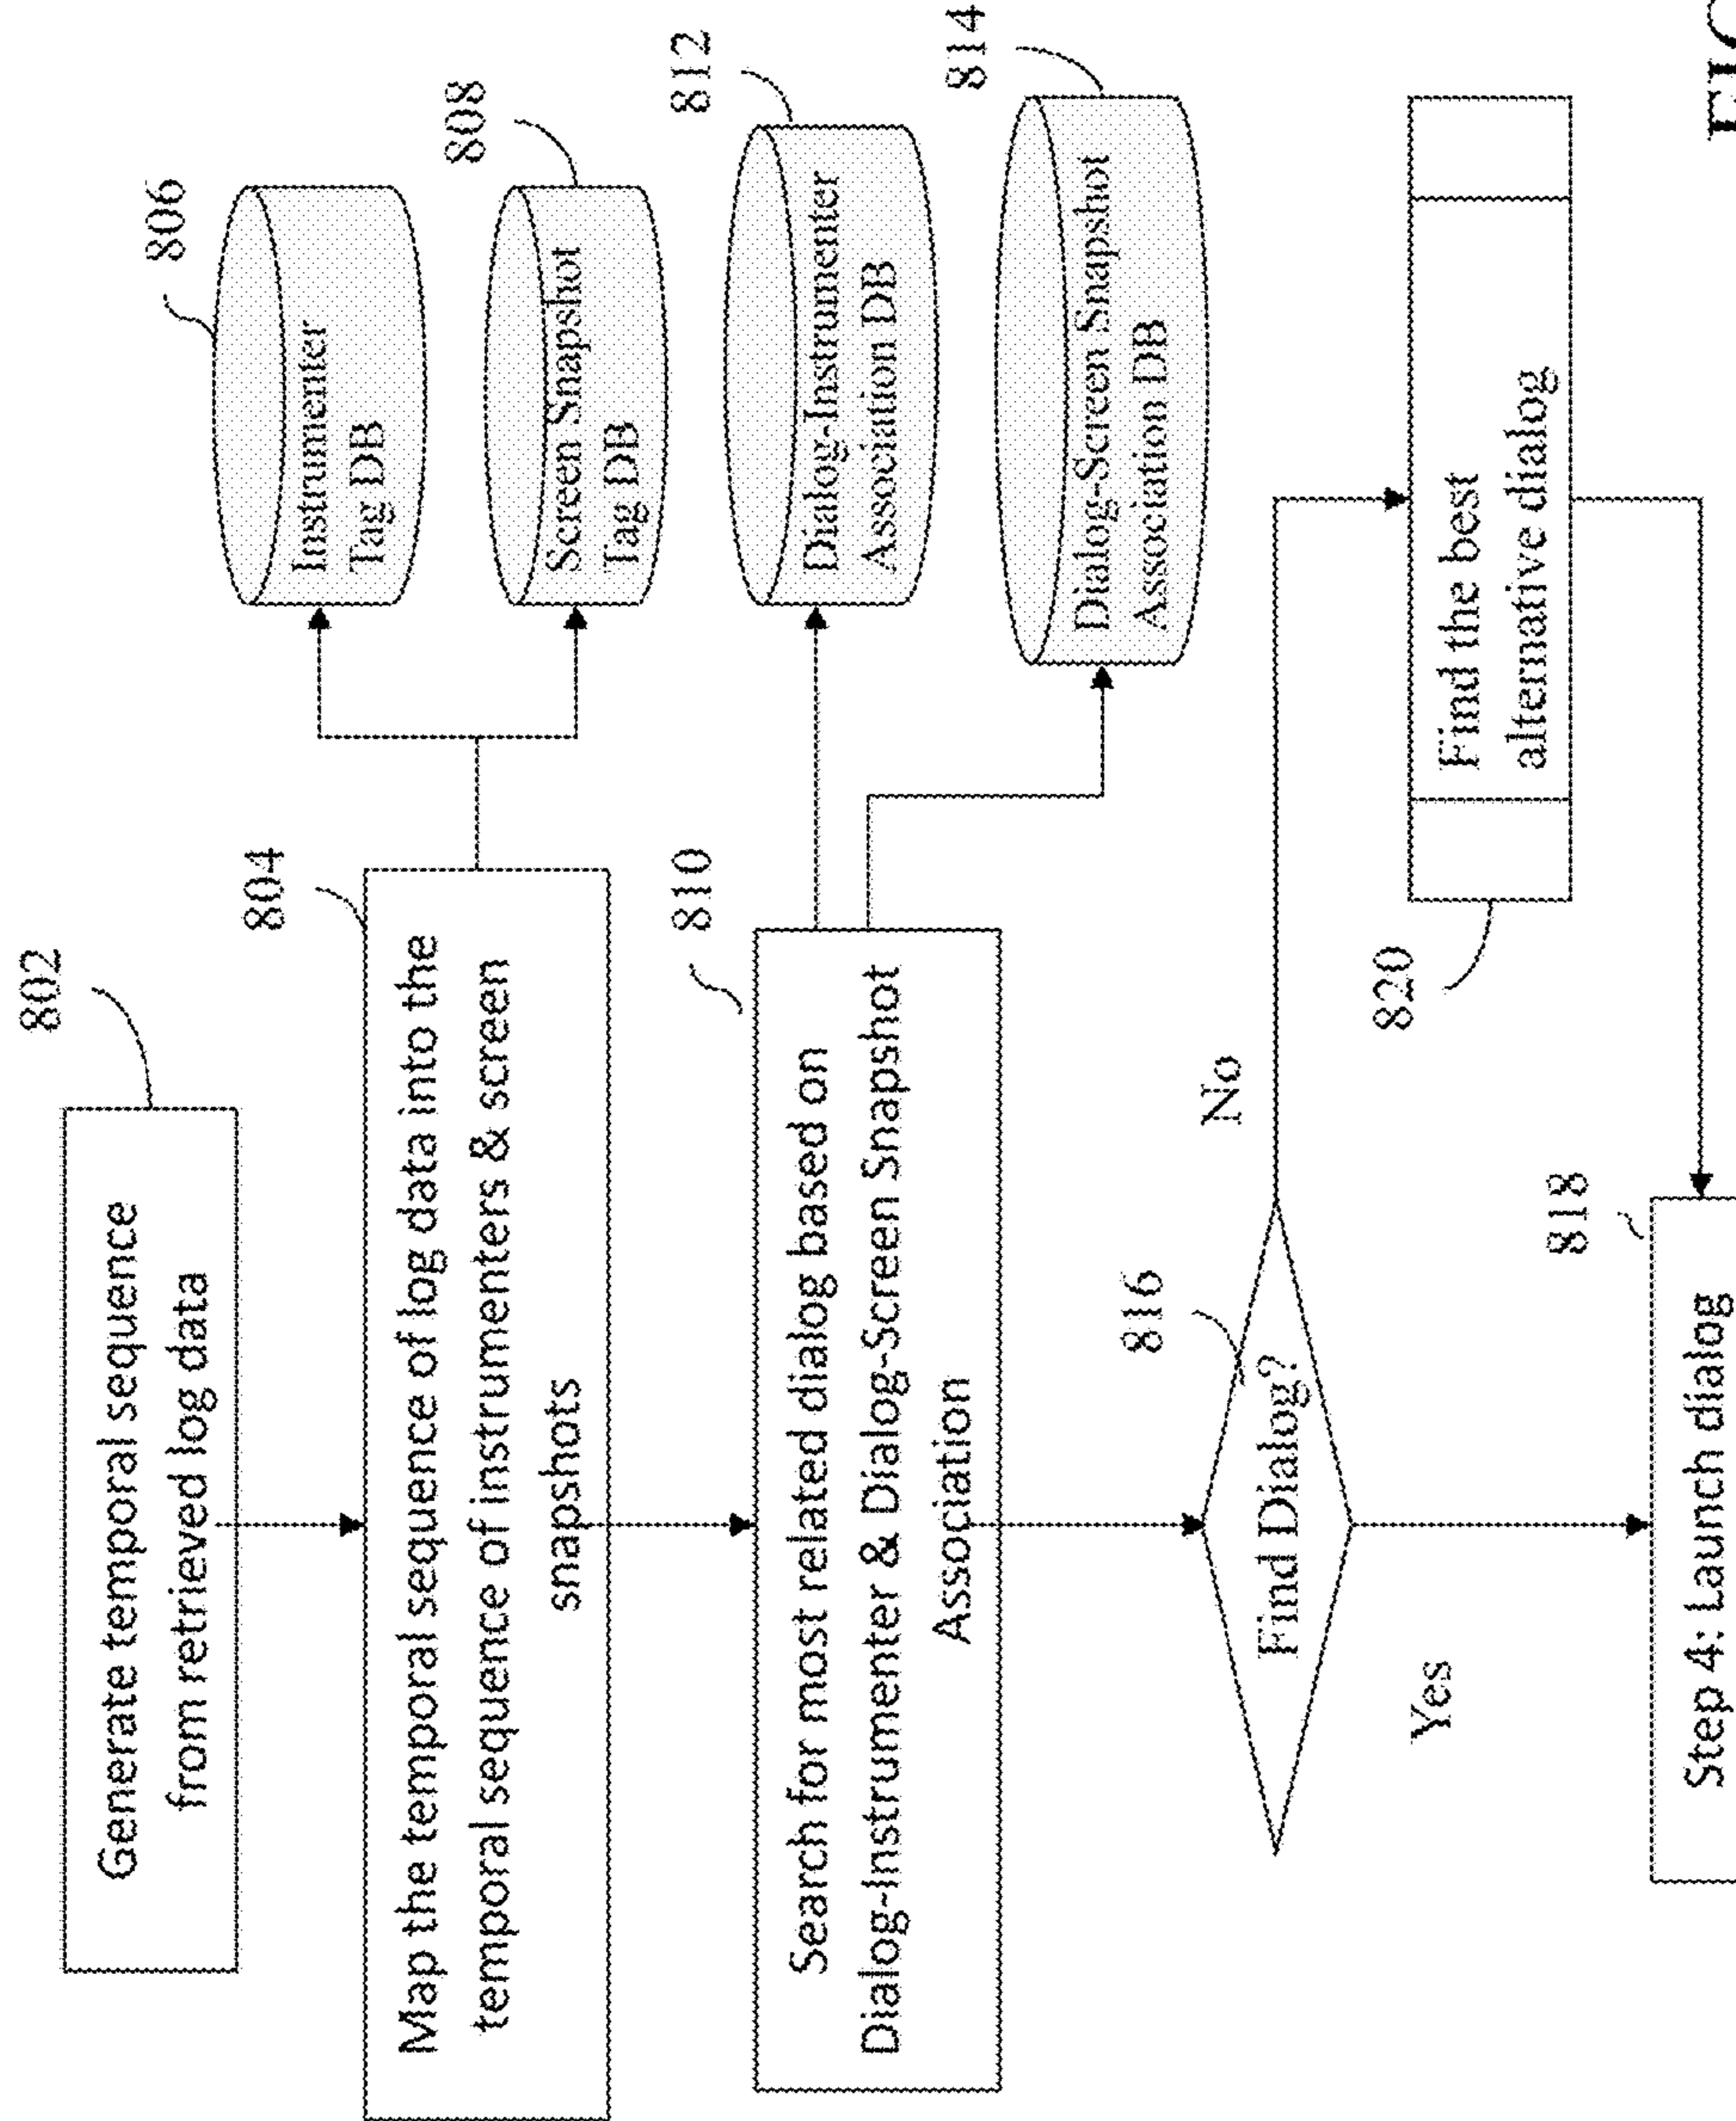 802
Generate temporal sequence
from retrieved log data
804
Map the temporal sequence of log data into the
temporal sequence of instrumenters & screen
snapshots
806
Instrumenter
Tag DB
808
Screen Snapshot
Tag DB
810
Search for most related dialog based on
Dialog-Instrumenter & Dialog-Screen Snapshot
Association
812
Dialog-Instrumenter
Association DB
814
Dialog-Screen Snapshot
Association DB
816
Find Dialog?
No
Yes
820
Find the best
alternative dialog
818
Step 4: Launch dialog